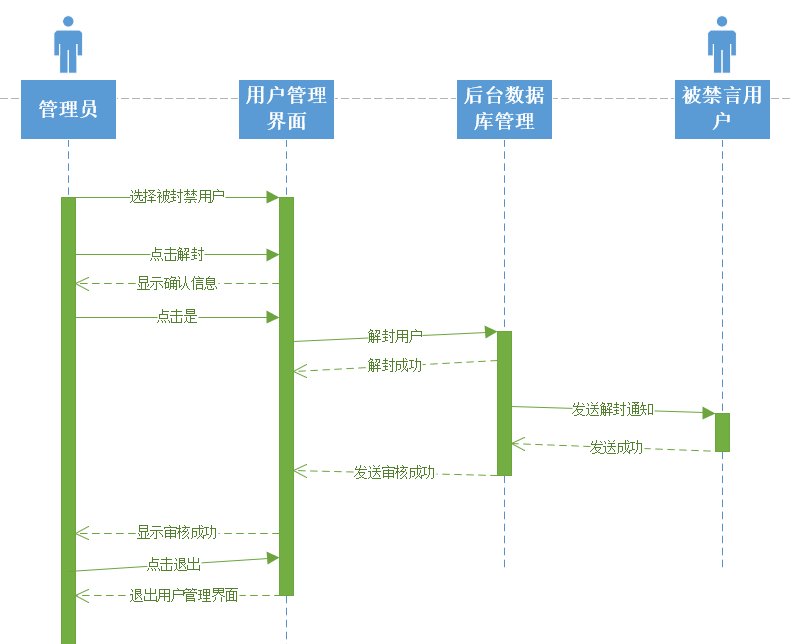 管理员
用户管理
界面
后台数据
库管理
被禁言用
户
选择被封禁用户
点击解封
显示确认信息
点击是
解封用户
解封成功
发送解封通知
发送成功
发送审核成功
显示审核成功
点击退出
退出用户管理界面